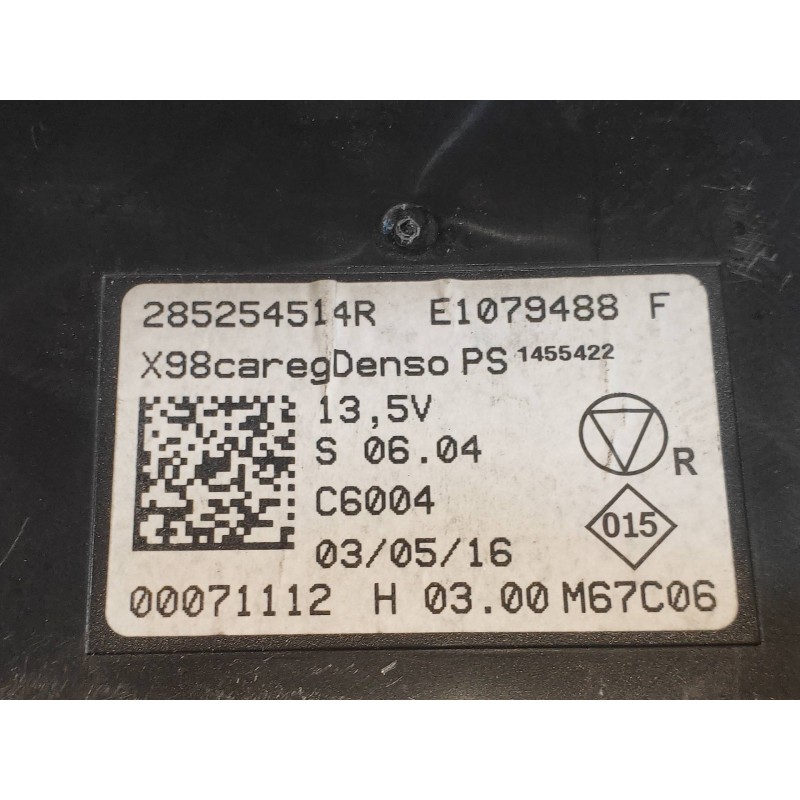 285254514R E1079488 F
X98caregDenso PS 1455422
13,5V
S 06.04
R
C6004
015
03/05/16
00071112 H 03.00 M67C06